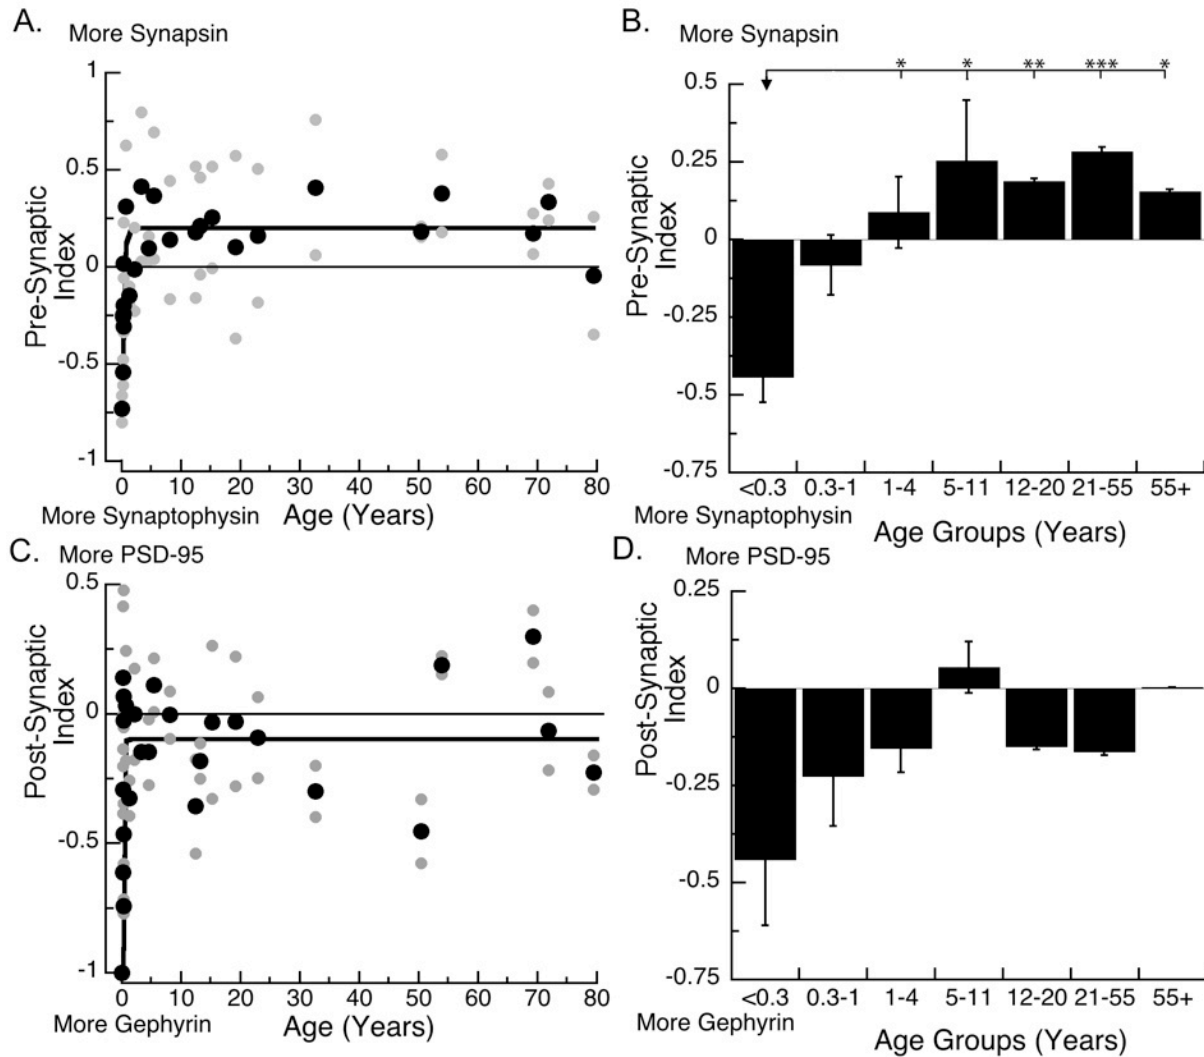 A.
More Synapsin
1
0.5
0
-0.5
-1
Pre-Synaptic
Index
0 10 20 30 40 50 60 70 80
More Synaptophysin
Age (Years)
B.
More Synapsin
* * ** *** *
0.5
0.25
0
-0.25
-0.5
-0.75
Pre-Synaptic
Index
<0.3 0.3-1 1-4 5-11 12-20 21-55 55+
More Synaptophysin
Age Groups (Years)
C.
More PSD-95
0.5
0
-0.5
-1
Post-Synaptic
Index
0 10 20 30 40 50 60 70 80
More Gephyrin
Age (Years)
D.
More PSD-95
0.25
0
-0.25
-0.5
-0.75
Post-Synaptic
Index
<0.3 0.3-1 1-4 5-11 12-20 21-55 55+
More Gephyrin
Age Groups (Years)